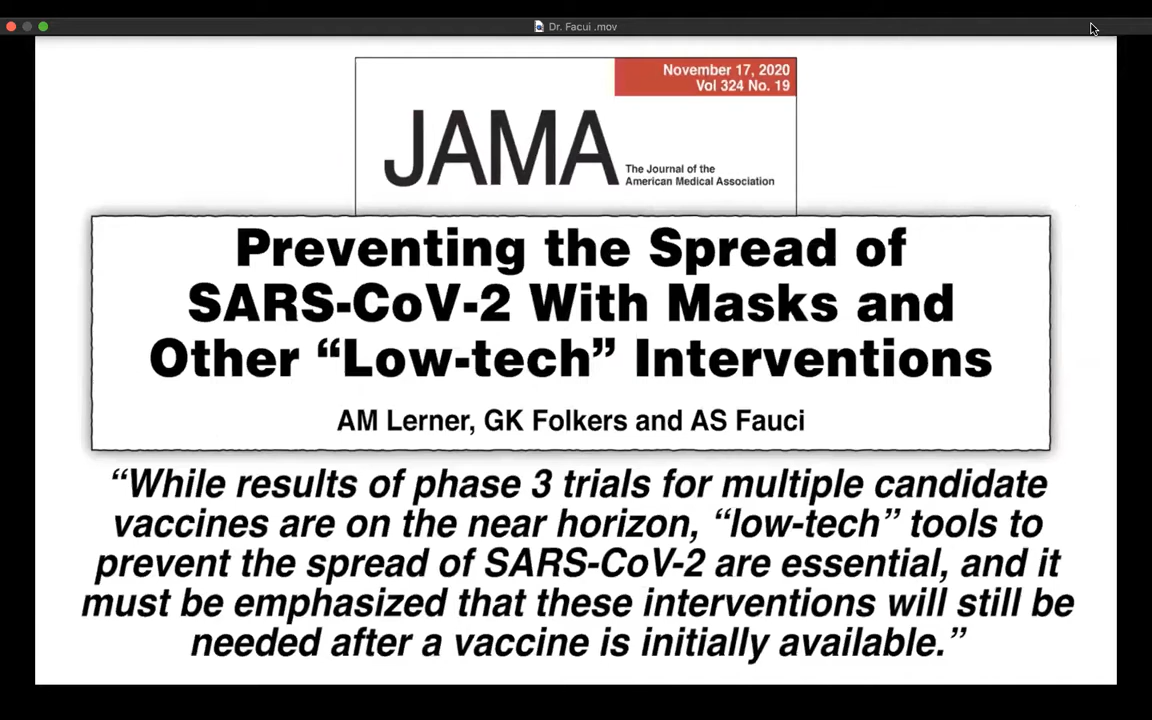 Dr. Facui .mov
November 17, 2020
Vol 324 No. 19
JAMA
The Journal of the
American Medical Association
Preventing the Spread of
SARS-CoV-2 With Masks and
Other “Low-tech” Interventions
AM Lerner, GK Folkers and AS Fauci
“While results of phase 3 trials for multiple candidate
vaccines are on the near horizon, “low-tech” tools to
prevent the spread of SARS-CoV-2 are essential, and it
must be emphasized that these interventions will still be
needed after a vaccine is initially available.”